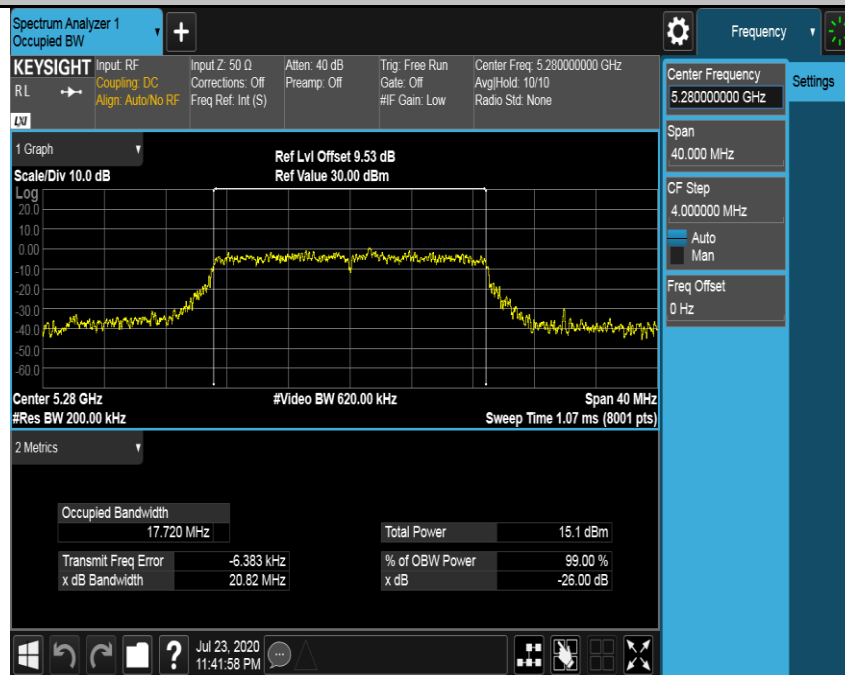 Spectrum Analyzer 1
Occupied BW
+
Frequency
KEYSIGHT
RL
LXI
Input: RF
Coupling: DC
Align: Auto/No RF
Input Z: 50 Ω
Corrections: Off
Freq Ref: Int (S)
Atten: 40 dB
Preamp: Off
Trig: Free Run
Gate: Off
#IF Gain: Low
Center Freq: 5.280000000 GHz
Avg|Hold: 10/10
Radio Std: None
Center Frequency
5.280000000 GHz
Settings
Span
40.000 MHz
CF Step
4.000000 MHz
Auto
Man
Freq Offset
0 Hz
1 Graph
Scale/Div 10.0 dB
Ref Lvl Offset 9.53 dB
Ref Value 30.00 dBm
Log
20.0
10.0
0.00
-10.0
-20.0
-30.0
-40.0
-50.0
-60.0
Center 5.28 GHz
#Video BW 620.00 kHz
Span 40 MHz
#Res BW 200.00 kHz
Sweep Time 1.07 ms (8001 pts)
2 Metrics
Occupied Bandwidth
17.720 MHz
Total Power 15.1 dBm
Transmit Freq Error -6.383 kHz
% of OBW Power 99.00 %
x dB Bandwidth 20.82 MHz
x dB -26.00 dB
?
Jul 23, 2020
11:41:58 PM